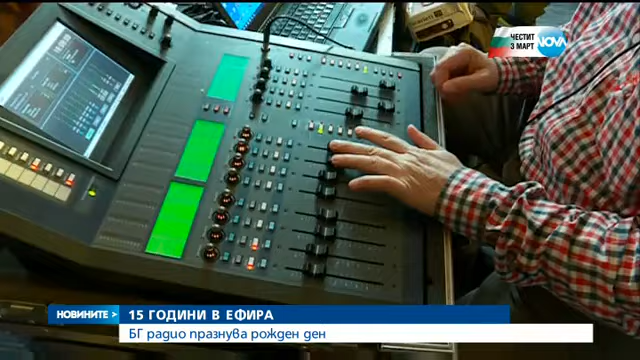 ЧЕСТИТ
3 МАРТ
NOVA
НОВИНИТЕ >
15 ГОДИНИ В ЕФИРА
БГ радио празнува рожден ден